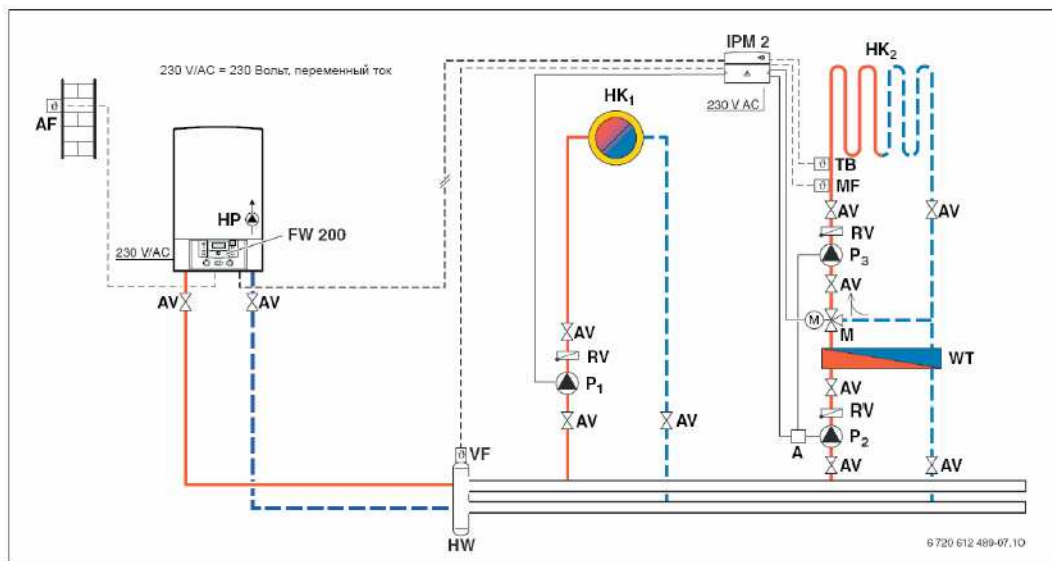 IPM 2
HK2
230 V/AC = 230 Вольт, переменный ток
HK1
230 V AC
AF
TB
MF
HP
AV
AV
FW 200
RV
230 V/AC
P3
AV
AV
AV
M
M
AV
RV
WT
P1
AV
RV
AV
AV
P2
VF
A
AV
AV
HW
6 720 612 489-07.1O